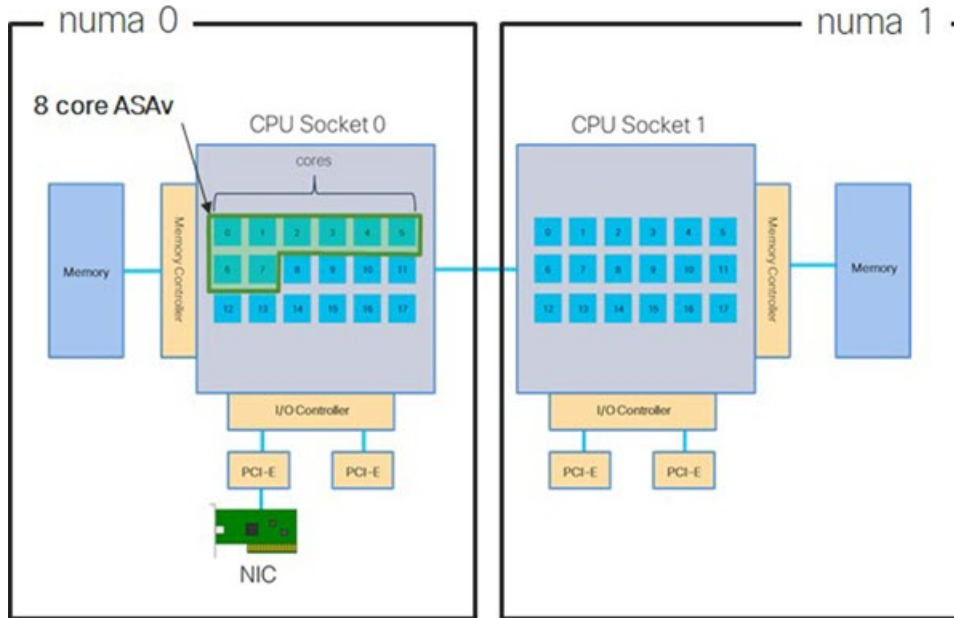 numa 0
numa 1
8 core ASAv
CPU Socket 0
CPU Socket 1
cores
0 1 2 3 4 5
6 7 8 9 10 11
12 13 14 15 16 17
Memory
Memory Controller
0 1 2 3 4 5
6 7 8 9 10 11
12 13 14 15 16 17
Memory Controller
Memory
I/O Controller
I/O Controller
PCI-E
PCI-E
PCI-E
PCI-E
NIC